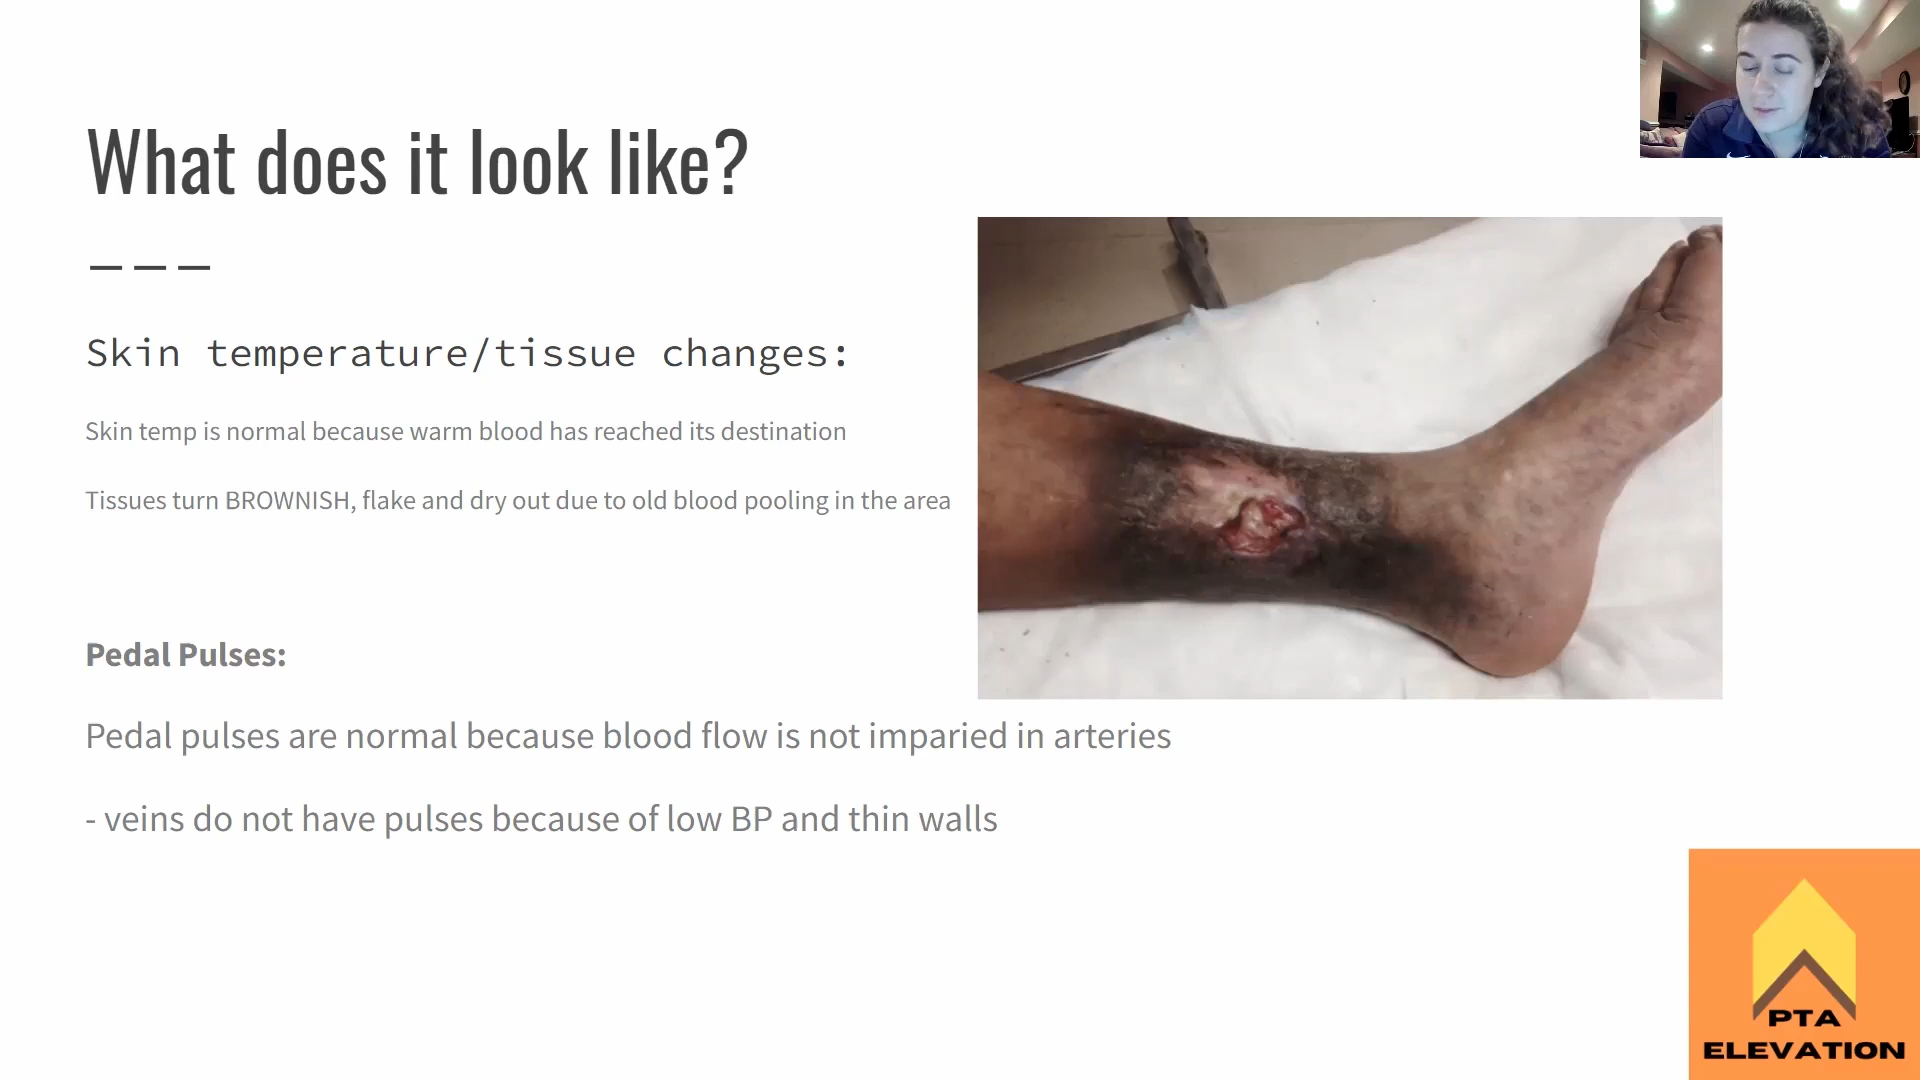 What does it look like?
Skin temperature/tissue changes:
Skin temp is normal because warm blood has reached its destination
Tissues turn BROWNISH, flake and dry out due to old blood pooling in the area
Pedal Pulses:
Pedal pulses are normal because blood flow is not imparied in arteries
- veins do not have pulses because of low BP and thin walls
PTA
ELEVATION